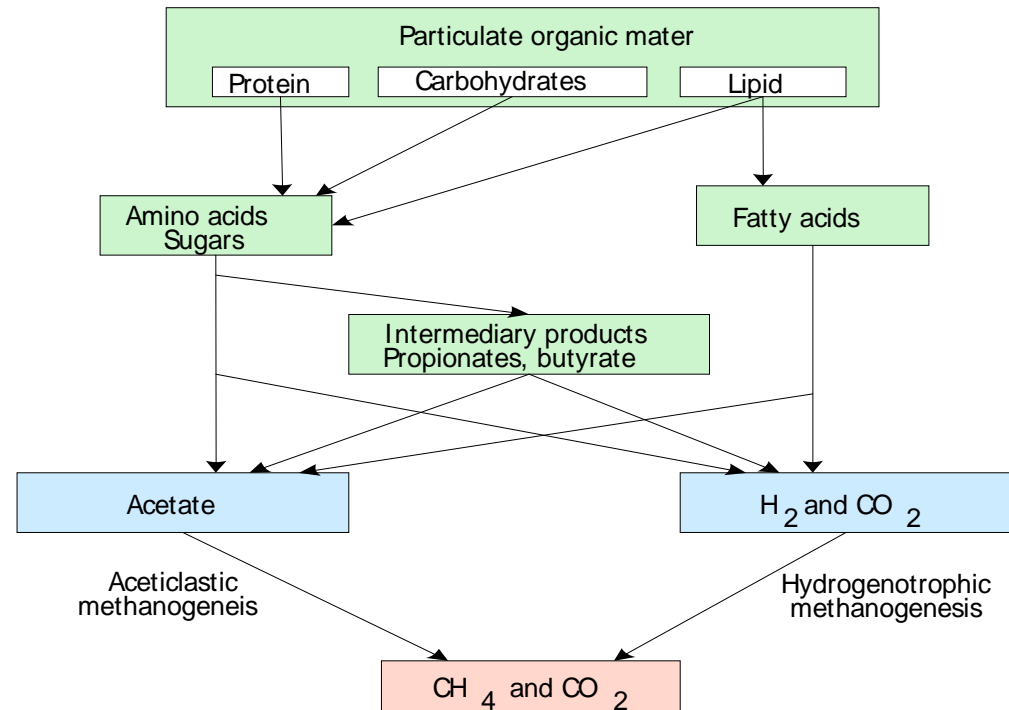 Particulate organic mater
Protein
Carbohydrates
Lipid
Amino acids
Sugars
Fatty acids
Intermediary products
Propionates, butyrate
Acetate
H 2 and CO 2
Aceticlastic
methanogeneis
Hydrogenotrophic
methanogenesis
CH 4 and CO 2